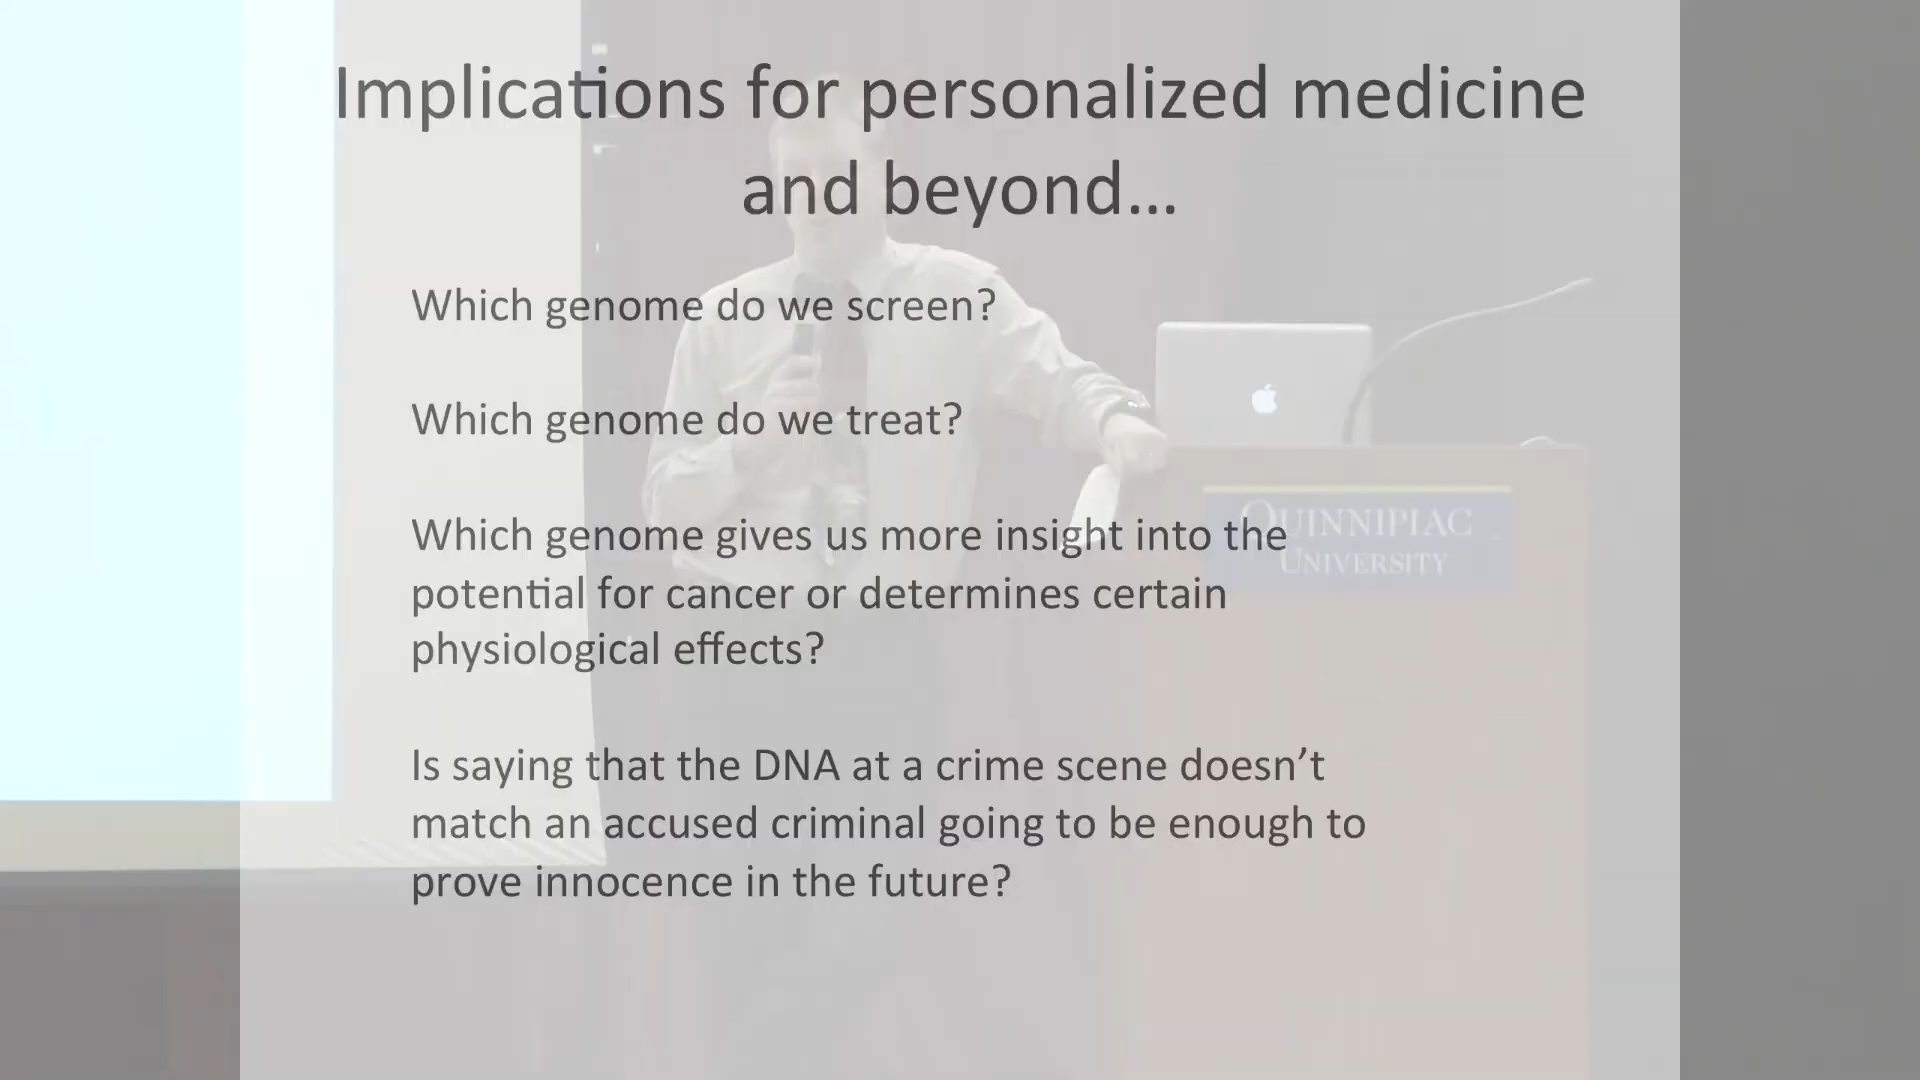 Implications for personalized medicine
and beyond…
Which genome do we screen?
Which genome do we treat?
Which genome gives us more insight into the
potential for cancer or determines certain
physiological effects?
Is saying that the DNA at a crime scene doesn’t
match an accused criminal going to be enough to
prove innocence in the future?
QUINNIPIAC
UNIVERSITY